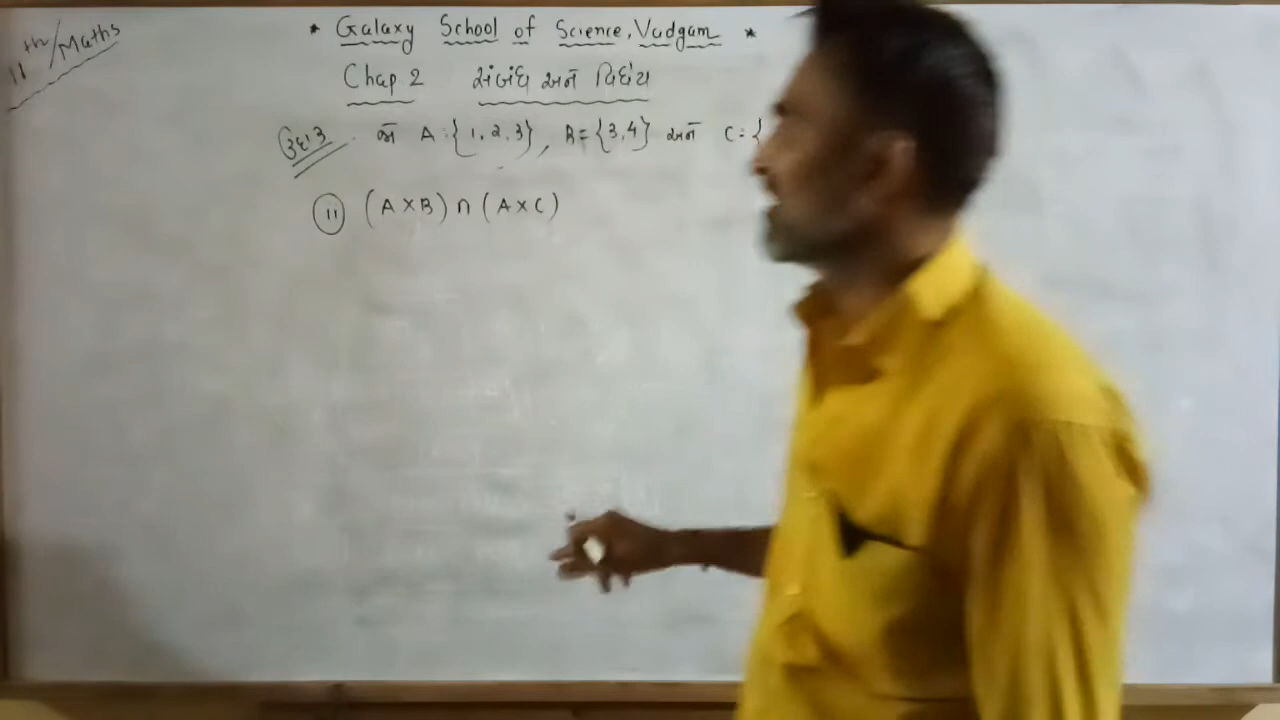 11th/Maths
* Galaxy School of Science, Vadgam *
Chap 2 સંબંધ અને વિધેય
ઉદા 3 જો A = {1, 2, 3}, B = {3, 4} અને C = {
(ii) (A × B) ∩ (A × C)